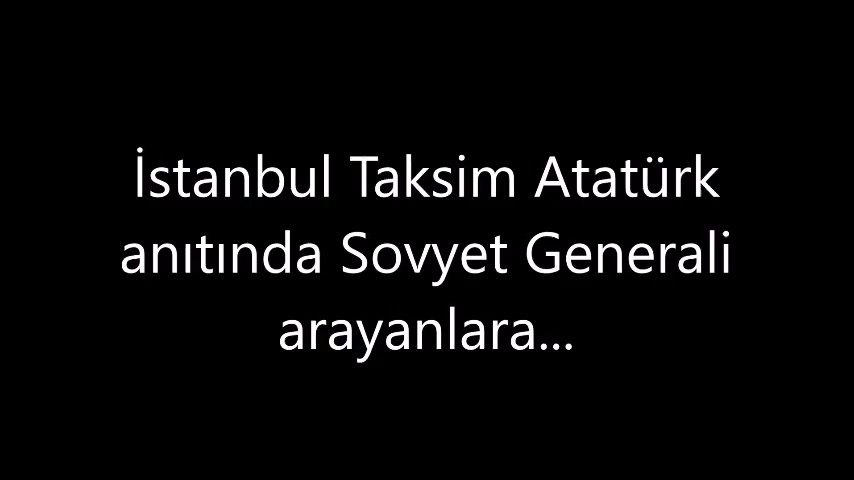 İstanbul Taksim Atatürk
anıtında Sovyet Generali
arayanlara...